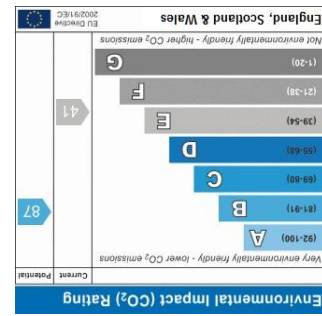 Environmental Impact (CO₂) Rating
Current Potential
Very environmentally friendly - lower CO₂ emissions
(92-100) A
(81-91) B 87
(69-80) C
(55-68) D
(39-54) E 41
(21-38) F
(1-20) G
Not environmentally friendly - higher CO₂ emissions
England, Scotland & Wales
EU Directive
2002/91/EC